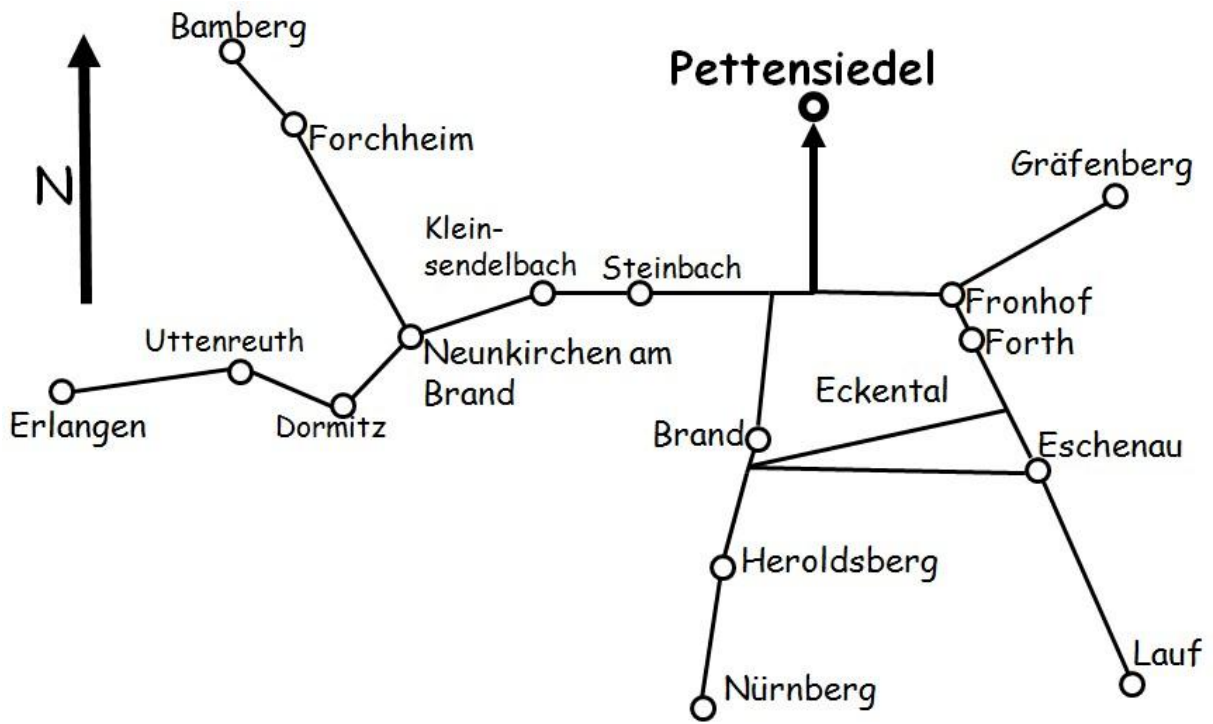 Bamberg
Pettensiedel
Forchheim
Gräfenberg
N
Klein-
sendelbach
Steinbach
Fronhof
Uttenreuth
Forth
Neunkirchen am
Brand
Eckental
Erlangen
Dormitz
Brand
Eschenau
Heroldsberg
Lauf
Nürnberg